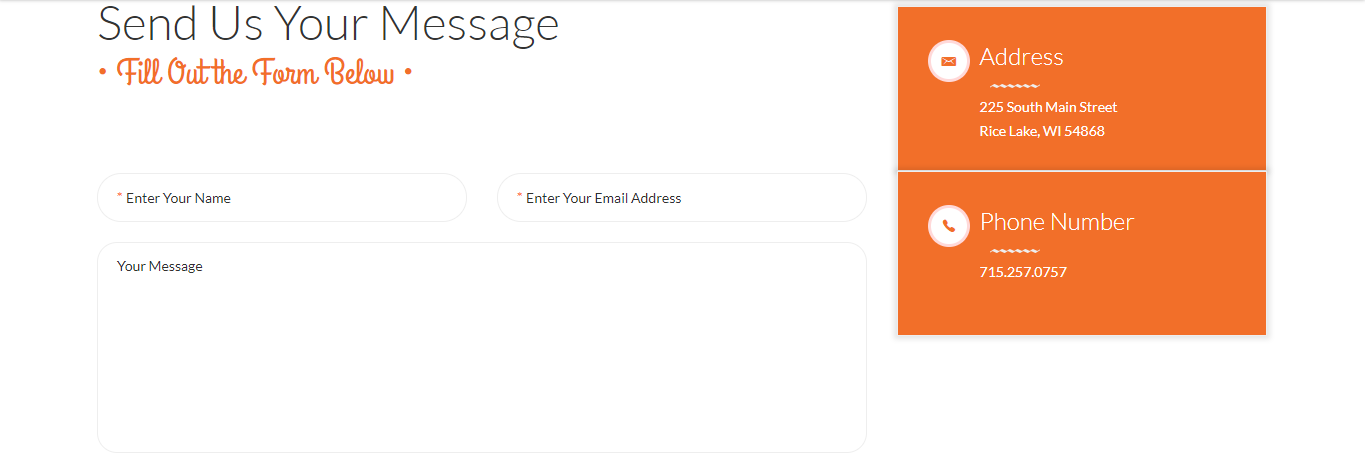 Send Us Your Message
• Fill Out the Form Below •
* Enter Your Name
* Enter Your Email Address
Your Message
Address
225 South Main Street
Rice Lake, WI 54868
Phone Number
715.257.0757